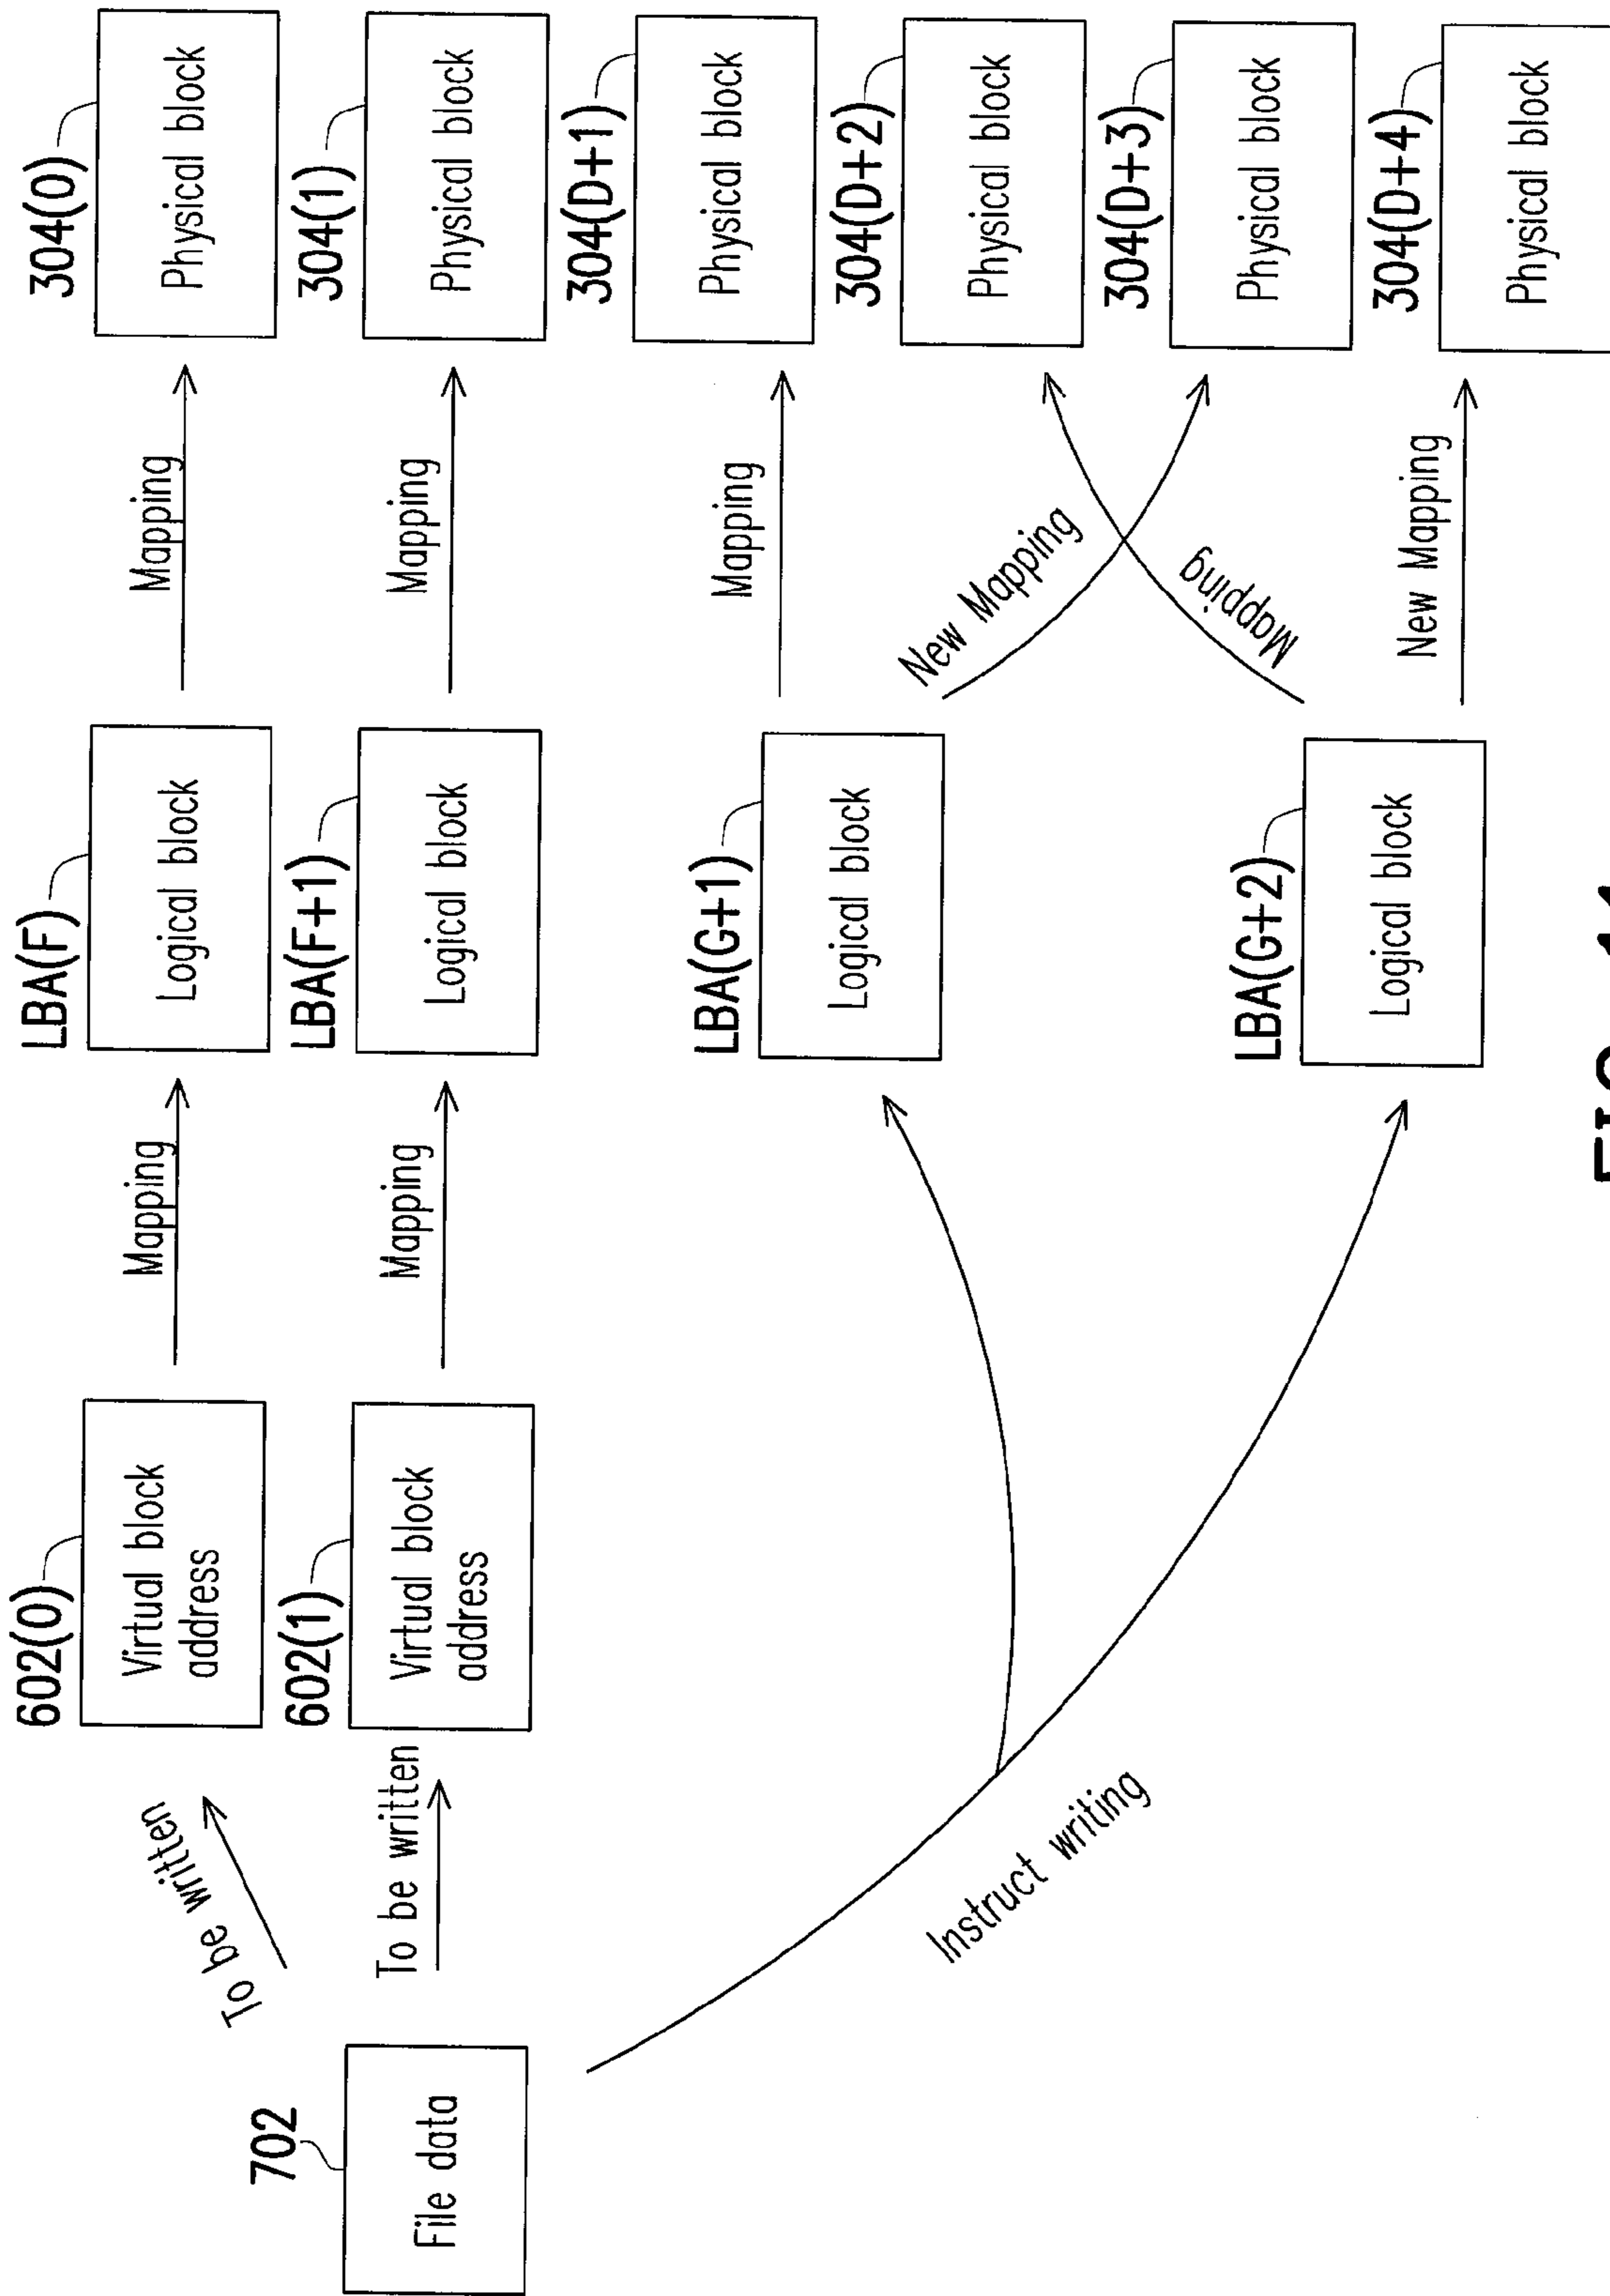 602(0)
LBA(F)
304(0)
To be written
Virtual block
address
Mapping
Logical block
Mapping
Physical block
702
602(1)
LBA(F+1)
304(1)
File data
To be written
Virtual block
address
Mapping
Logical block
Mapping
Physical block
304(D+1)
LBA(G+1)
Mapping
Physical block
Logical block
304(D+2)
New Mapping
Physical block
Instruct writing
Mapping
304(D+3)
LBA(G+2)
Physical block
Logical block
New Mapping
304(D+4)
Physical block